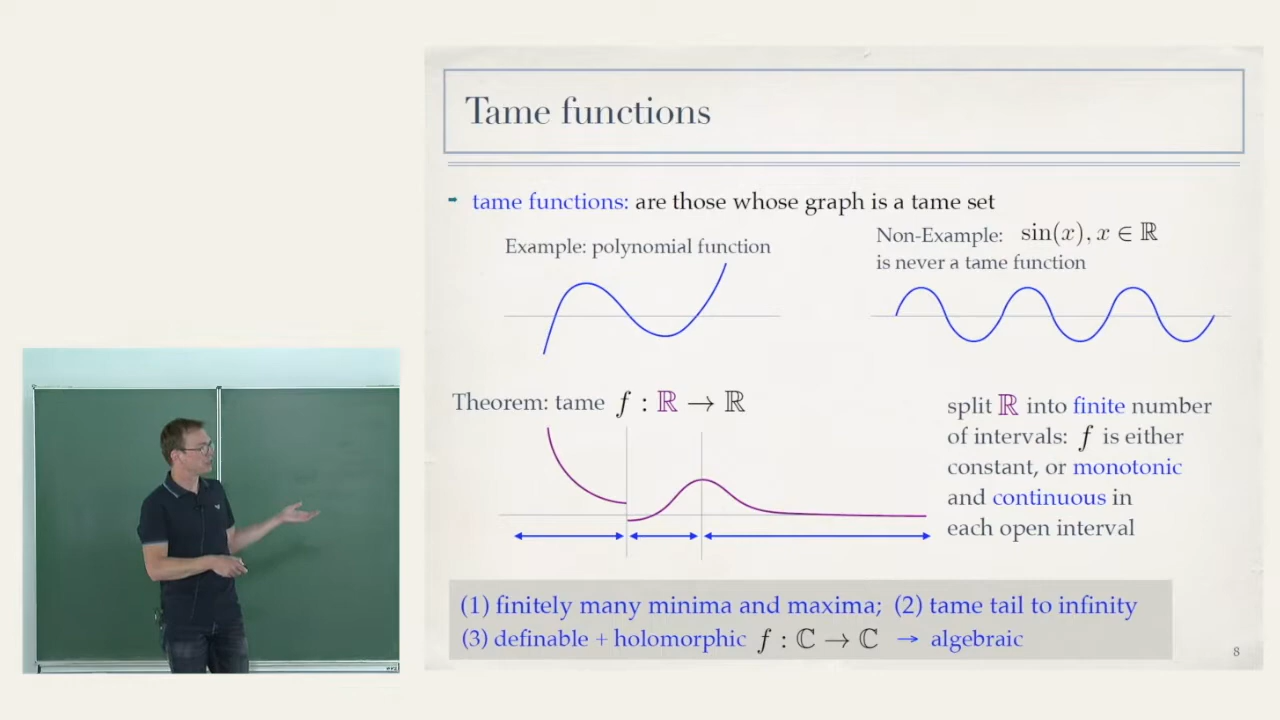 Tame functions
tame functions: are those whose graph is a tame set
Example: polynomial function
Non-Example: sin(x), x ∈ ℝ
is never a tame function
Theorem: tame f : ℝ → ℝ
split ℝ into finite number
of intervals: f is either
constant, or monotonic
and continuous in
each open interval
(1) finitely many minima and maxima; (2) tame tail to infinity
(3) definable + holomorphic f : ℂ → ℂ → algebraic
8